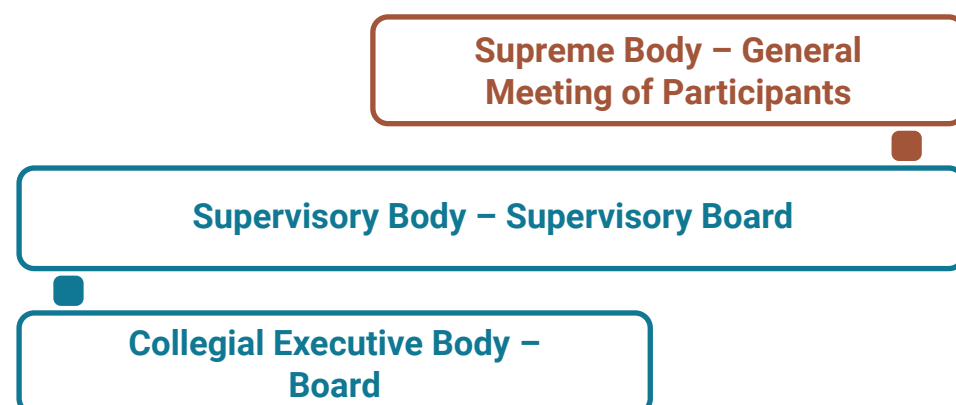 Supreme Body – General
Meeting of Participants
Supervisory Body – Supervisory Board
Collegial Executive Body –
Board